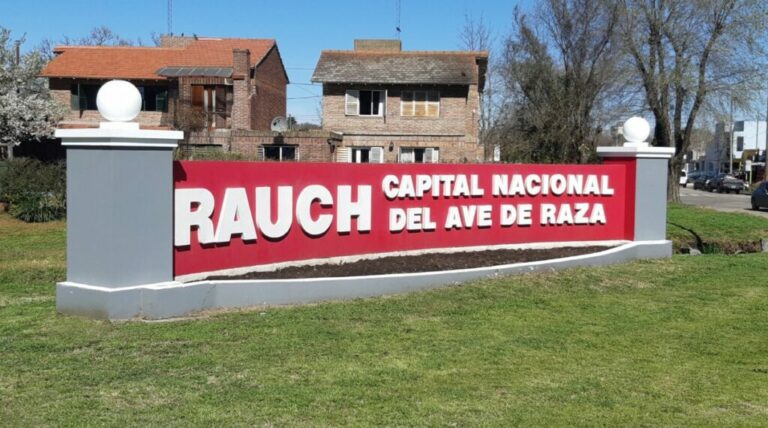 RAUCH
CAPITAL NACIONAL
DEL AVE DE RAZA